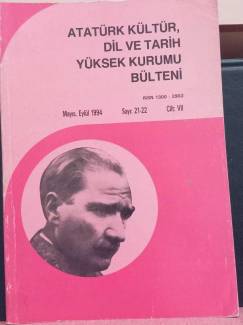 ATATÜRK KÜLTÜR,
DİL VE TARİH
YÜKSEK KURUMU
BÜLTENİ
ISSN 1300 - 2953
Mayıs, Eylül 1994 Sayı: 21-22 Cilt: VII